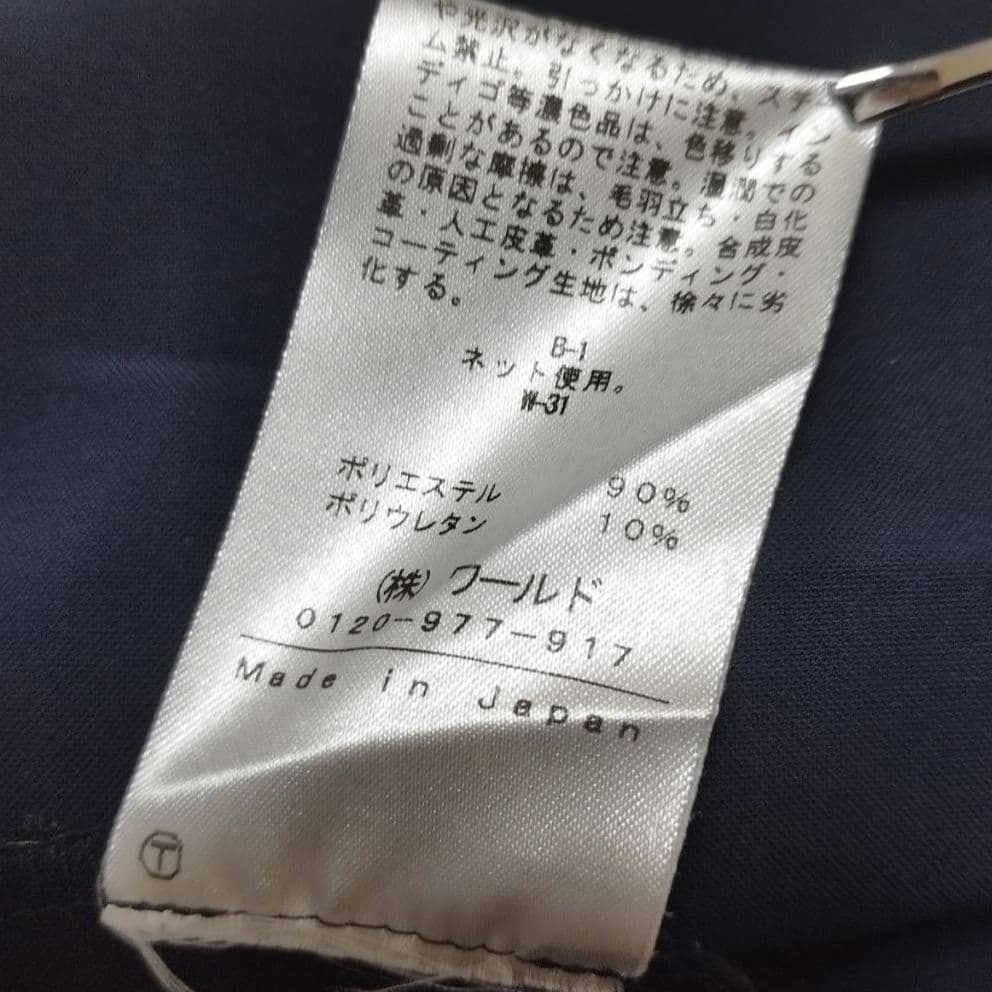 や光沢がなくなるため、スチー
ム禁止。引っかけに注意。イン
ディゴ等濃色品は、色移りする
ことがあるので注意。湿潤での
過剰な摩擦は、毛羽立ち・白化
の原因となるため注意。合成皮
革・人工皮革・ボンディング・
コーティング生地は、徐々に劣
化する。
B-1
ネット使用。
W-31
ポリエステル 90%
ポリウレタン 10%
(株)ワールド
0120-977-917
Made in Japan
T